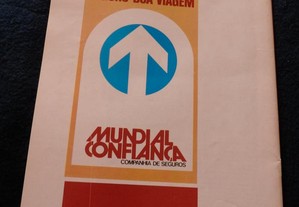 BOA VIAGEM
MUNDIAL
CONFIANÇA
COMPANHIA DE SEGUROS